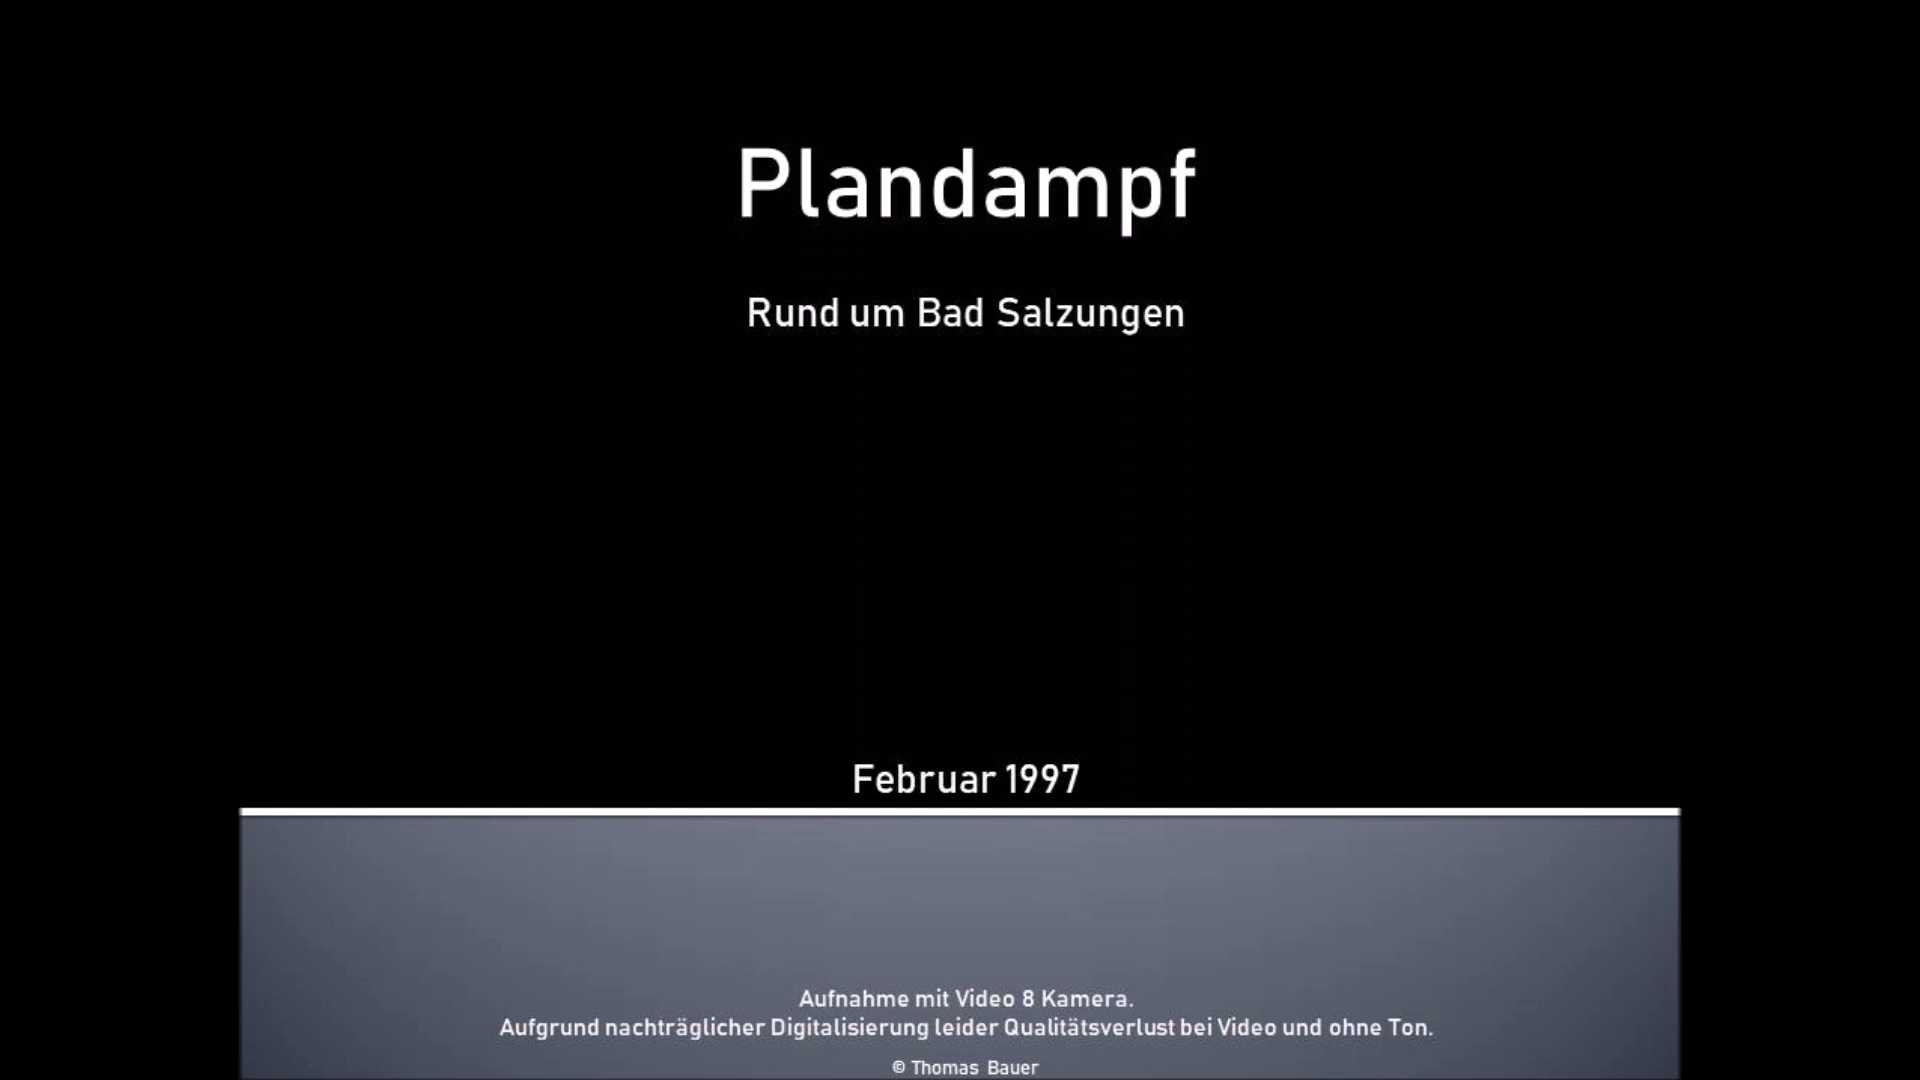 Plandampf
Rund um Bad Salzungen
Februar 1997
Aufnahme mit Video 8 Kamera.
Aufgrund nachträglicher Digitalisierung leider Qualitätsverlust bei Video und ohne Ton.
© Thomas Bauer